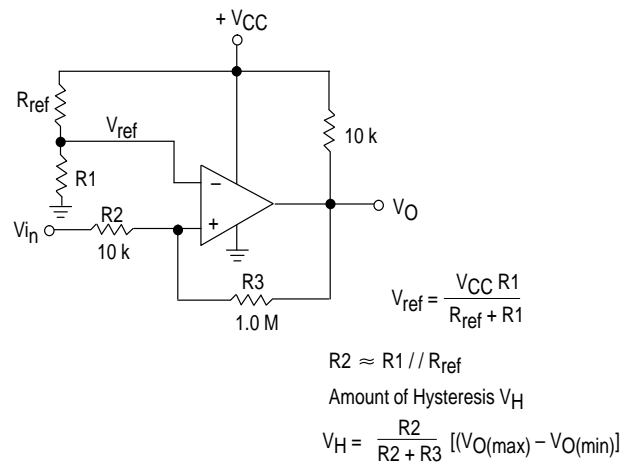 + VCC
Rref
Vref
10 k
R1
−
VO
Vin
R2
+
10 k
R3
1.0 M
Vref = VCC R1 / Rref + R1
R2 ≈ R1 // Rref
Amount of Hysteresis VH
VH = R2 / R2 + R3 [(VO(max) – VO(min)]